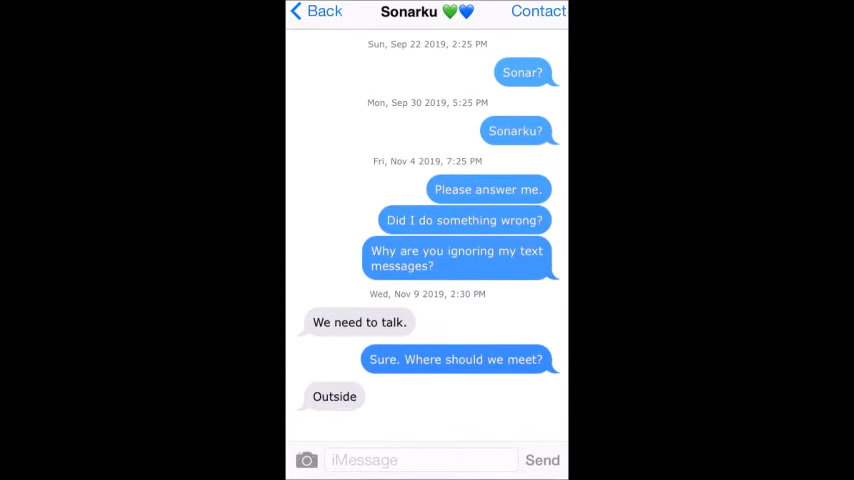 Back
Sonarku 💚💙
Contact
Sun, Sep 22 2019, 2:25 PM
Sonar?
Mon, Sep 30 2019, 5:25 PM
Sonarku?
Fri, Nov 4 2019, 7:25 PM
Please answer me.
Did I do something wrong?
Why are you ignoring my text
messages?
Wed, Nov 9 2019, 2:30 PM
We need to talk.
Sure. Where should we meet?
Outside
iMessage
Send